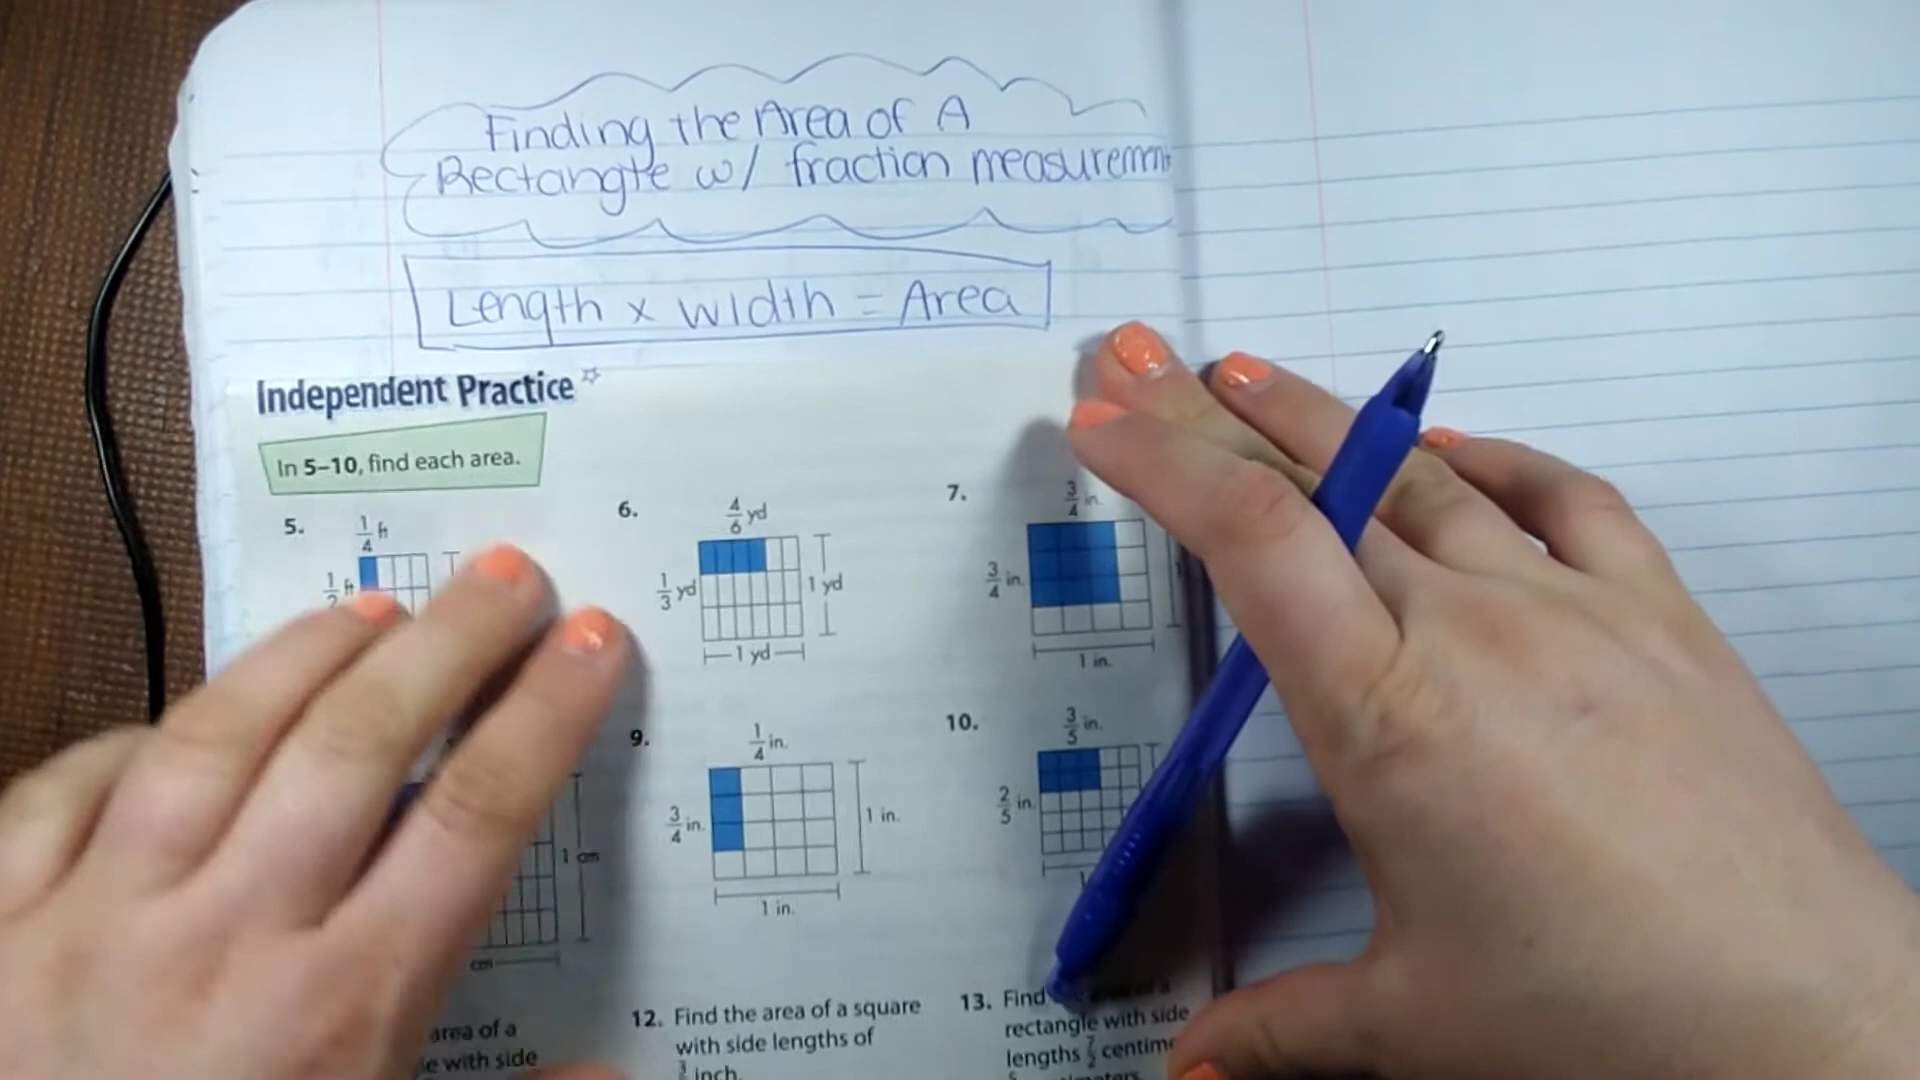 Finding the Area of A
Rectangle w/ fraction measurem
Length x width = Area
Independent Practice
In 5–10, find each area.
5.
1/4 ft
1/2 ft
6.
4/6 yd
1/3 yd
1 yd
1 yd
7.
3/4 in.
3/4 in.
1 in.
1 cm
cm
9.
1/4 in.
3/4 in.
1 in.
1 in.
10.
3/5 in.
2/5 in.
area of a
with side
12. Find the area of a square
with side lengths of
inch.
13. Find
rectangle with side
lengths 7/2